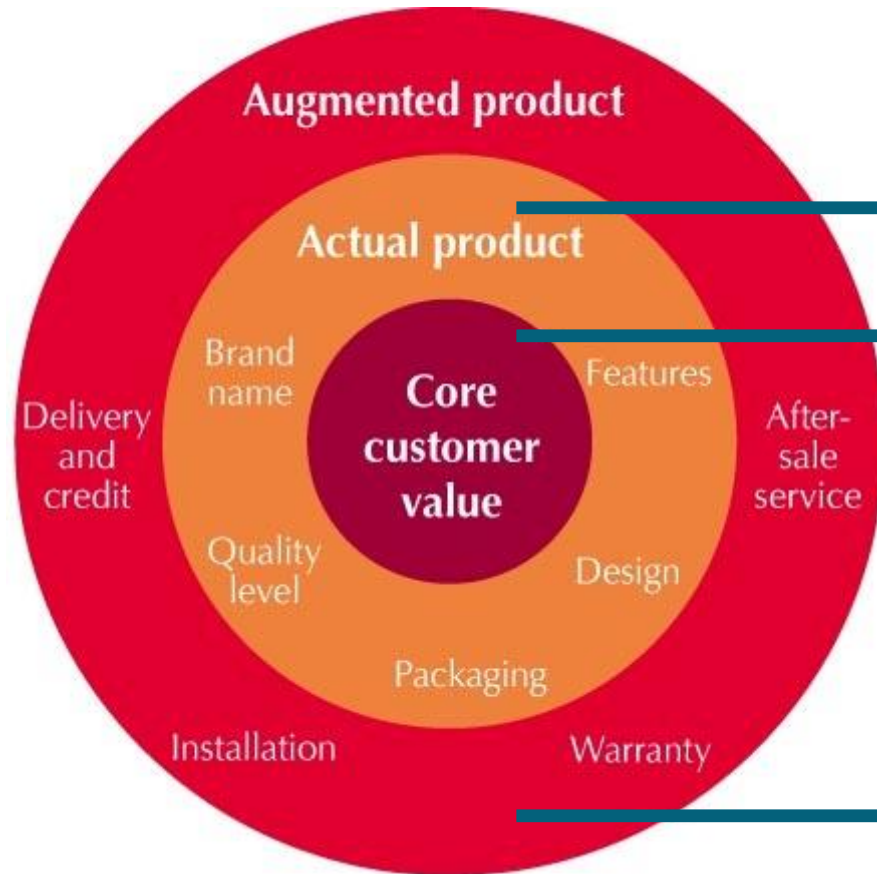 Augmented product
Actual product
Brand
name
Features
Core
customer
value
Delivery
and
credit
After-
sale
service
Quality
level
Design
Packaging
Installation
Warranty